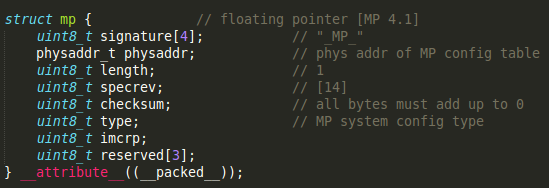 struct mp {             // floating pointer [MP 4.1]
    uint8_t signature[4];           // "_MP_"
    physaddr_t physaddr;            // phys addr of MP config table
    uint8_t length;                 // 1
    uint8_t specrev;                // [14]
    uint8_t checksum;               // all bytes must add up to 0
    uint8_t type;                   // MP system config type
    uint8_t imcrp;
    uint8_t reserved[3];
} __attribute__((__packed__));